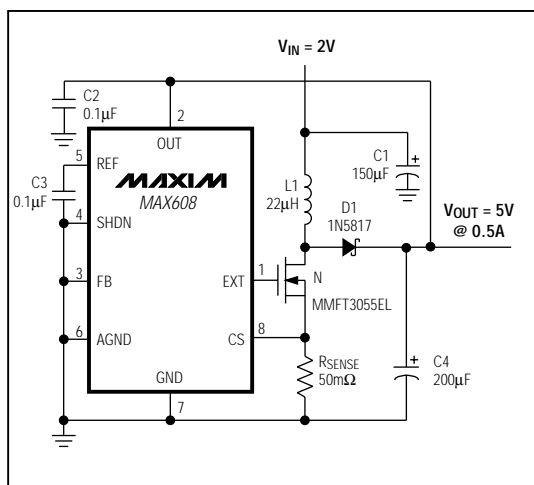 VIN = 2V
C2
0.1µF
2
OUT
5
REF
C3
0.1µF
MAXIM
MAX608
4
SHDN
L1
22µH
C1
150µF
D1
1N5817
VOUT = 5V
@ 0.5A
3
FB
EXT
1
N
MMFT3055EL
6
AGND
CS
8
RSENSE
50mΩ
C4
200µF
GND
7